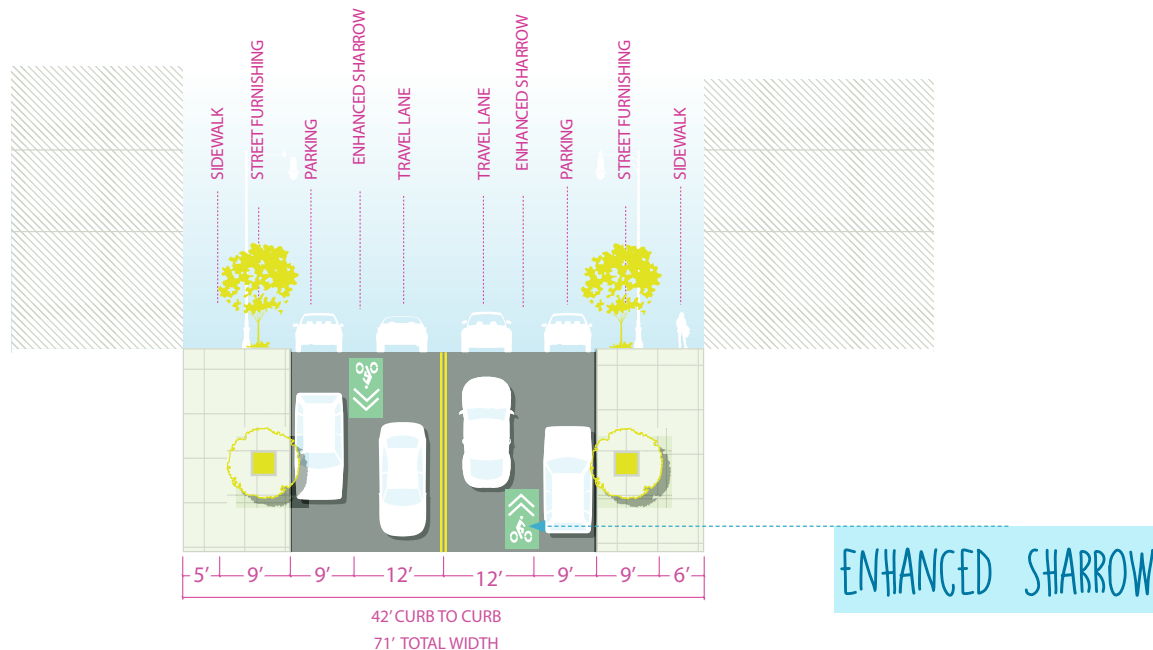 SIDEWALK
STREET FURNISHING
PARKING
ENHANCED SHARROW
TRAVEL LANE
TRAVEL LANE
ENHANCED SHARROW
PARKING
STREET FURNISHING
SIDEWALK
5’ 9’ 9’ 12’ 12’ 9’ 9’ 6’
42’ CURB TO CURB
71’ TOTAL WIDTH
ENHANCED SHARROW